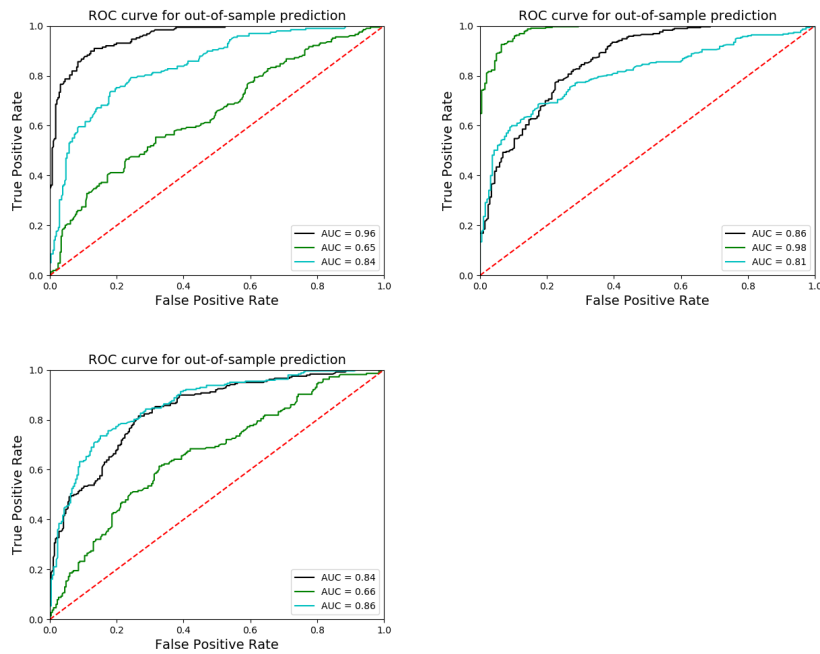 ROC curve for out-of-sample prediction
1.0
0.8
0.6
0.4
0.2
0.0
True Positive Rate
AUC = 0.96
AUC = 0.65
AUC = 0.84
0.0 0.2 0.4 0.6 0.8 1.0
False Positive Rate
ROC curve for out-of-sample prediction
1.0
0.8
0.6
0.4
0.2
0.0
True Positive Rate
AUC = 0.86
AUC = 0.98
AUC = 0.81
0.0 0.2 0.4 0.6 0.8 1.0
False Positive Rate
ROC curve for out-of-sample prediction
1.0
0.8
0.6
0.4
0.2
0.0
True Positive Rate
AUC = 0.84
AUC = 0.66
AUC = 0.86
0.0 0.2 0.4 0.6 0.8 1.0
False Positive Rate